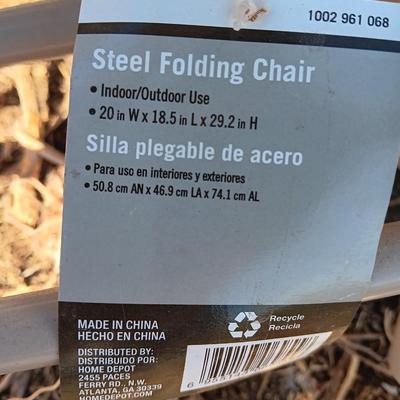 1002 961 068
Steel Folding Chair
• Indoor/Outdoor Use
• 20 in W x 18.5 in L x 29.2 in H
Silla plegable de acero
• Para uso en interiores y exteriores
• 50.8 cm AN x 46.9 cm LA x 74.1 cm AL
MADE IN CHINA
HECHO EN CHINA
DISTRIBUTED BY:
DISTRIBUIDO POR:
HOME DEPOT
2455 PACES
FERRY RD., N.W.
ATLANTA, GA 30339
HOMEDEPOT.COM
Recycle
Recicla